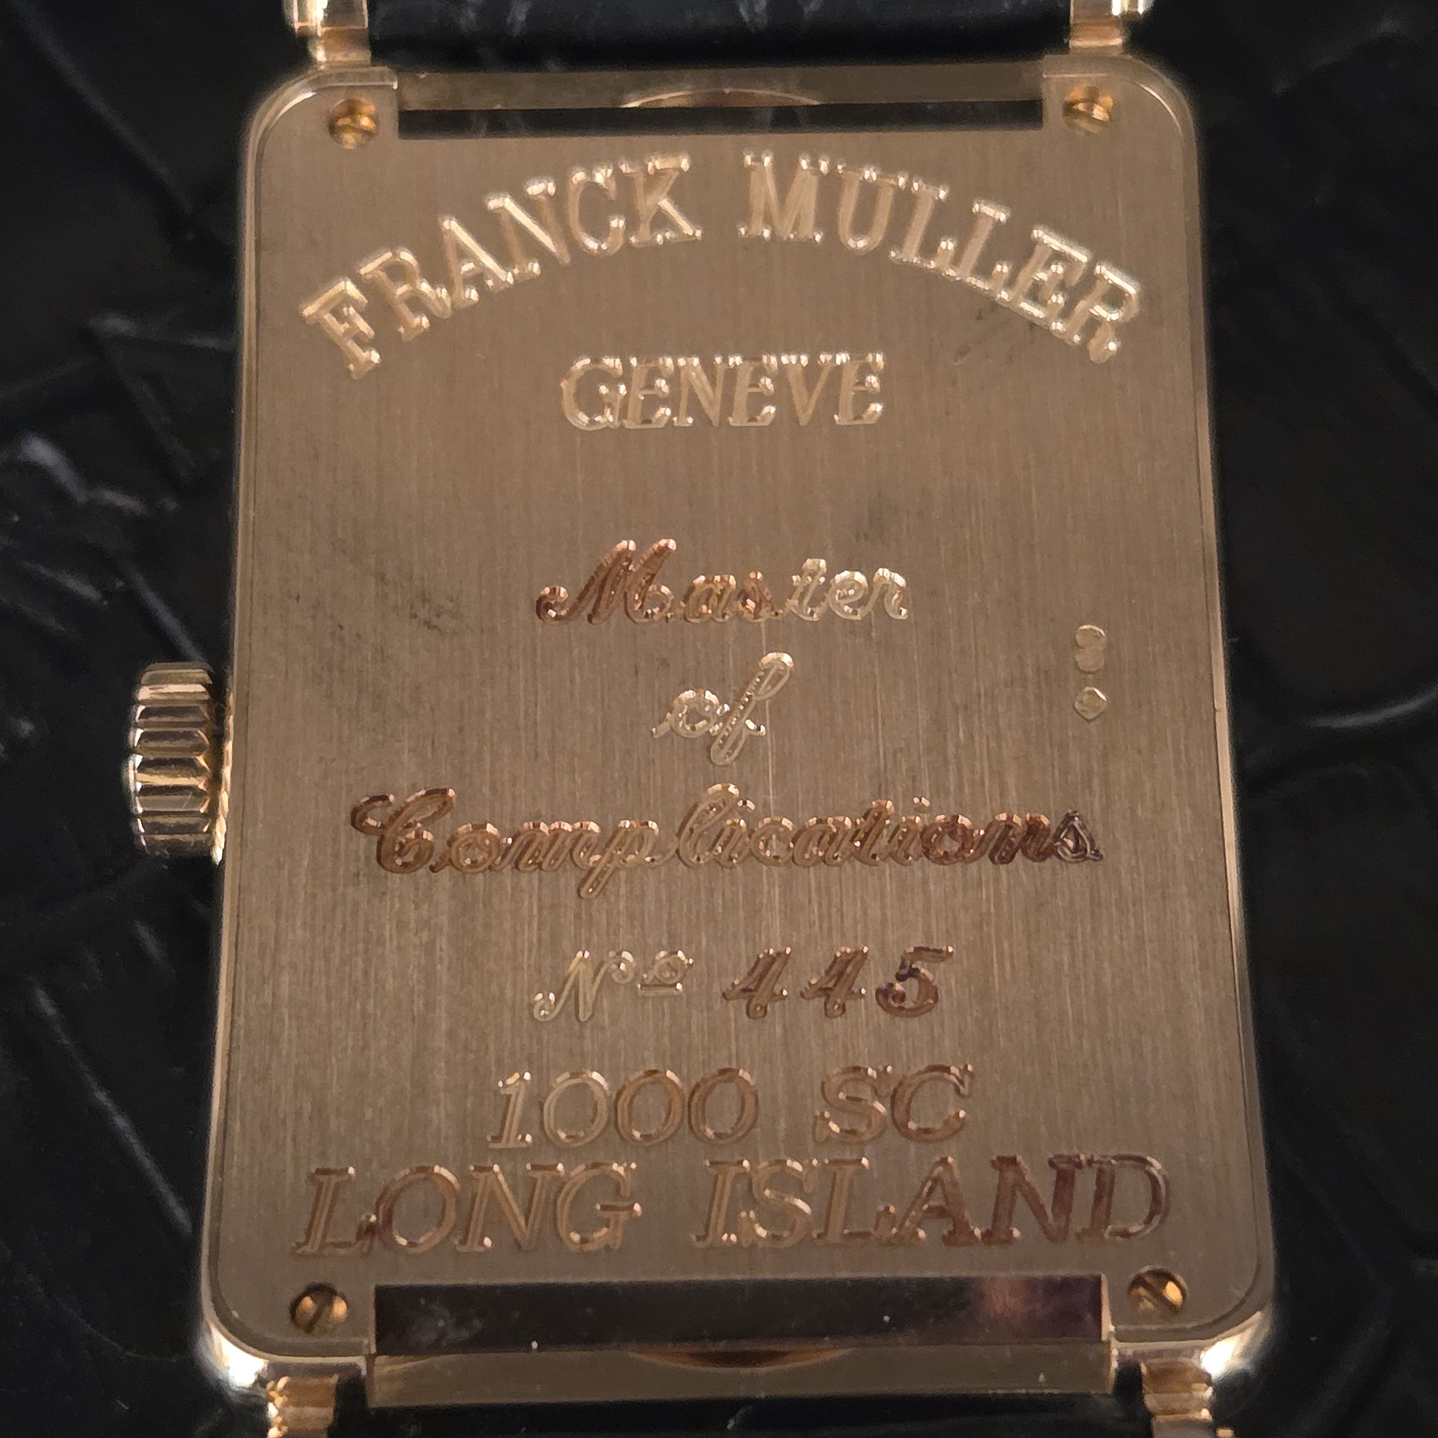 FRANCK MULLER
GENEVE
Master
of
Complications
Nº 445
1000 SC
LONG ISLAND